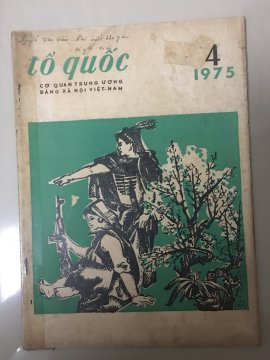 tổ quốc
4
1975
CƠ QUAN TRUNG ƯƠNG
ĐẢNG XÃ HỘI VIỆT-NAM